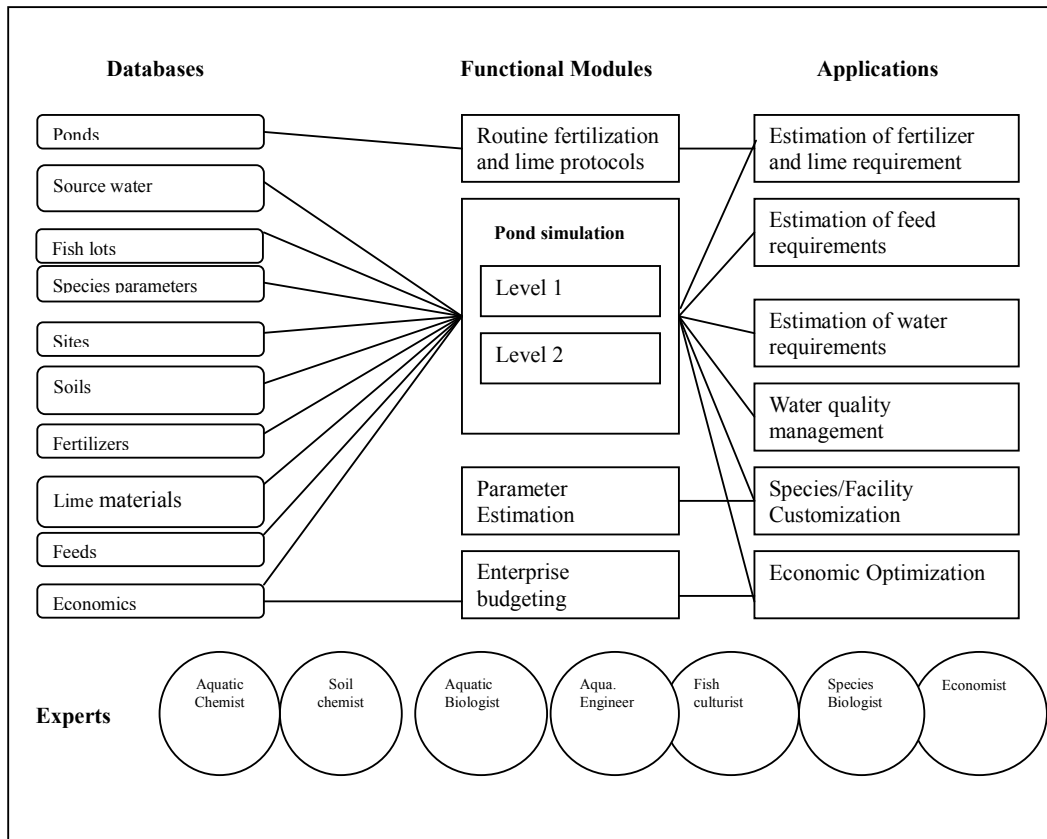 Databases
Functional Modules
Applications
Ponds
Source water
Fish lots
Species parameters
Sites
Soils
Fertilizers
Lime materials
Feeds
Economics
Routine fertilization
and lime protocols
Pond simulation
Level 1
Level 2
Parameter
Estimation
Enterprise
budgeting
Estimation of fertilizer
and lime requirement
Estimation of feed
requirements
Estimation of water
requirements
Water quality
management
Species/Facility
Customization
Economic Optimization
Experts
Aquatic
Chemist
Soil
chemist
Aquatic
Biologist
Aqua.
Engineer
Fish
culturist
Species
Biologist
Economist